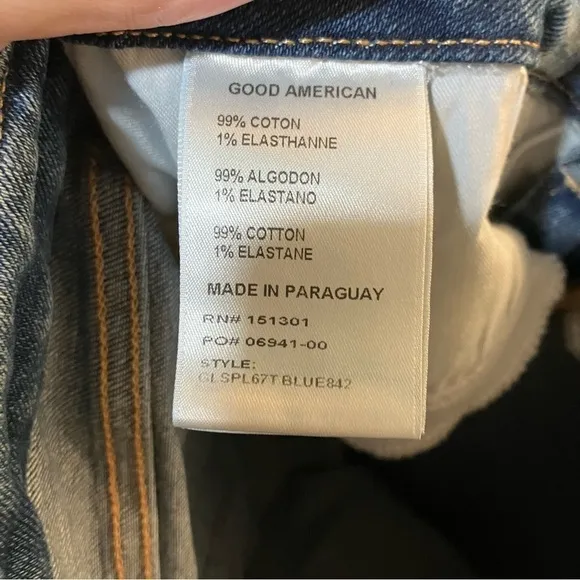 GOOD AMERICAN
99% COTON
1% ELASTHANNE
99% ALGODON
1% ELASTANO
99% COTTON
1% ELASTANE
MADE IN PARAGUAY
RN# 151301
PO# 06941-00
STYLE:
GLSPL67T BLUE842